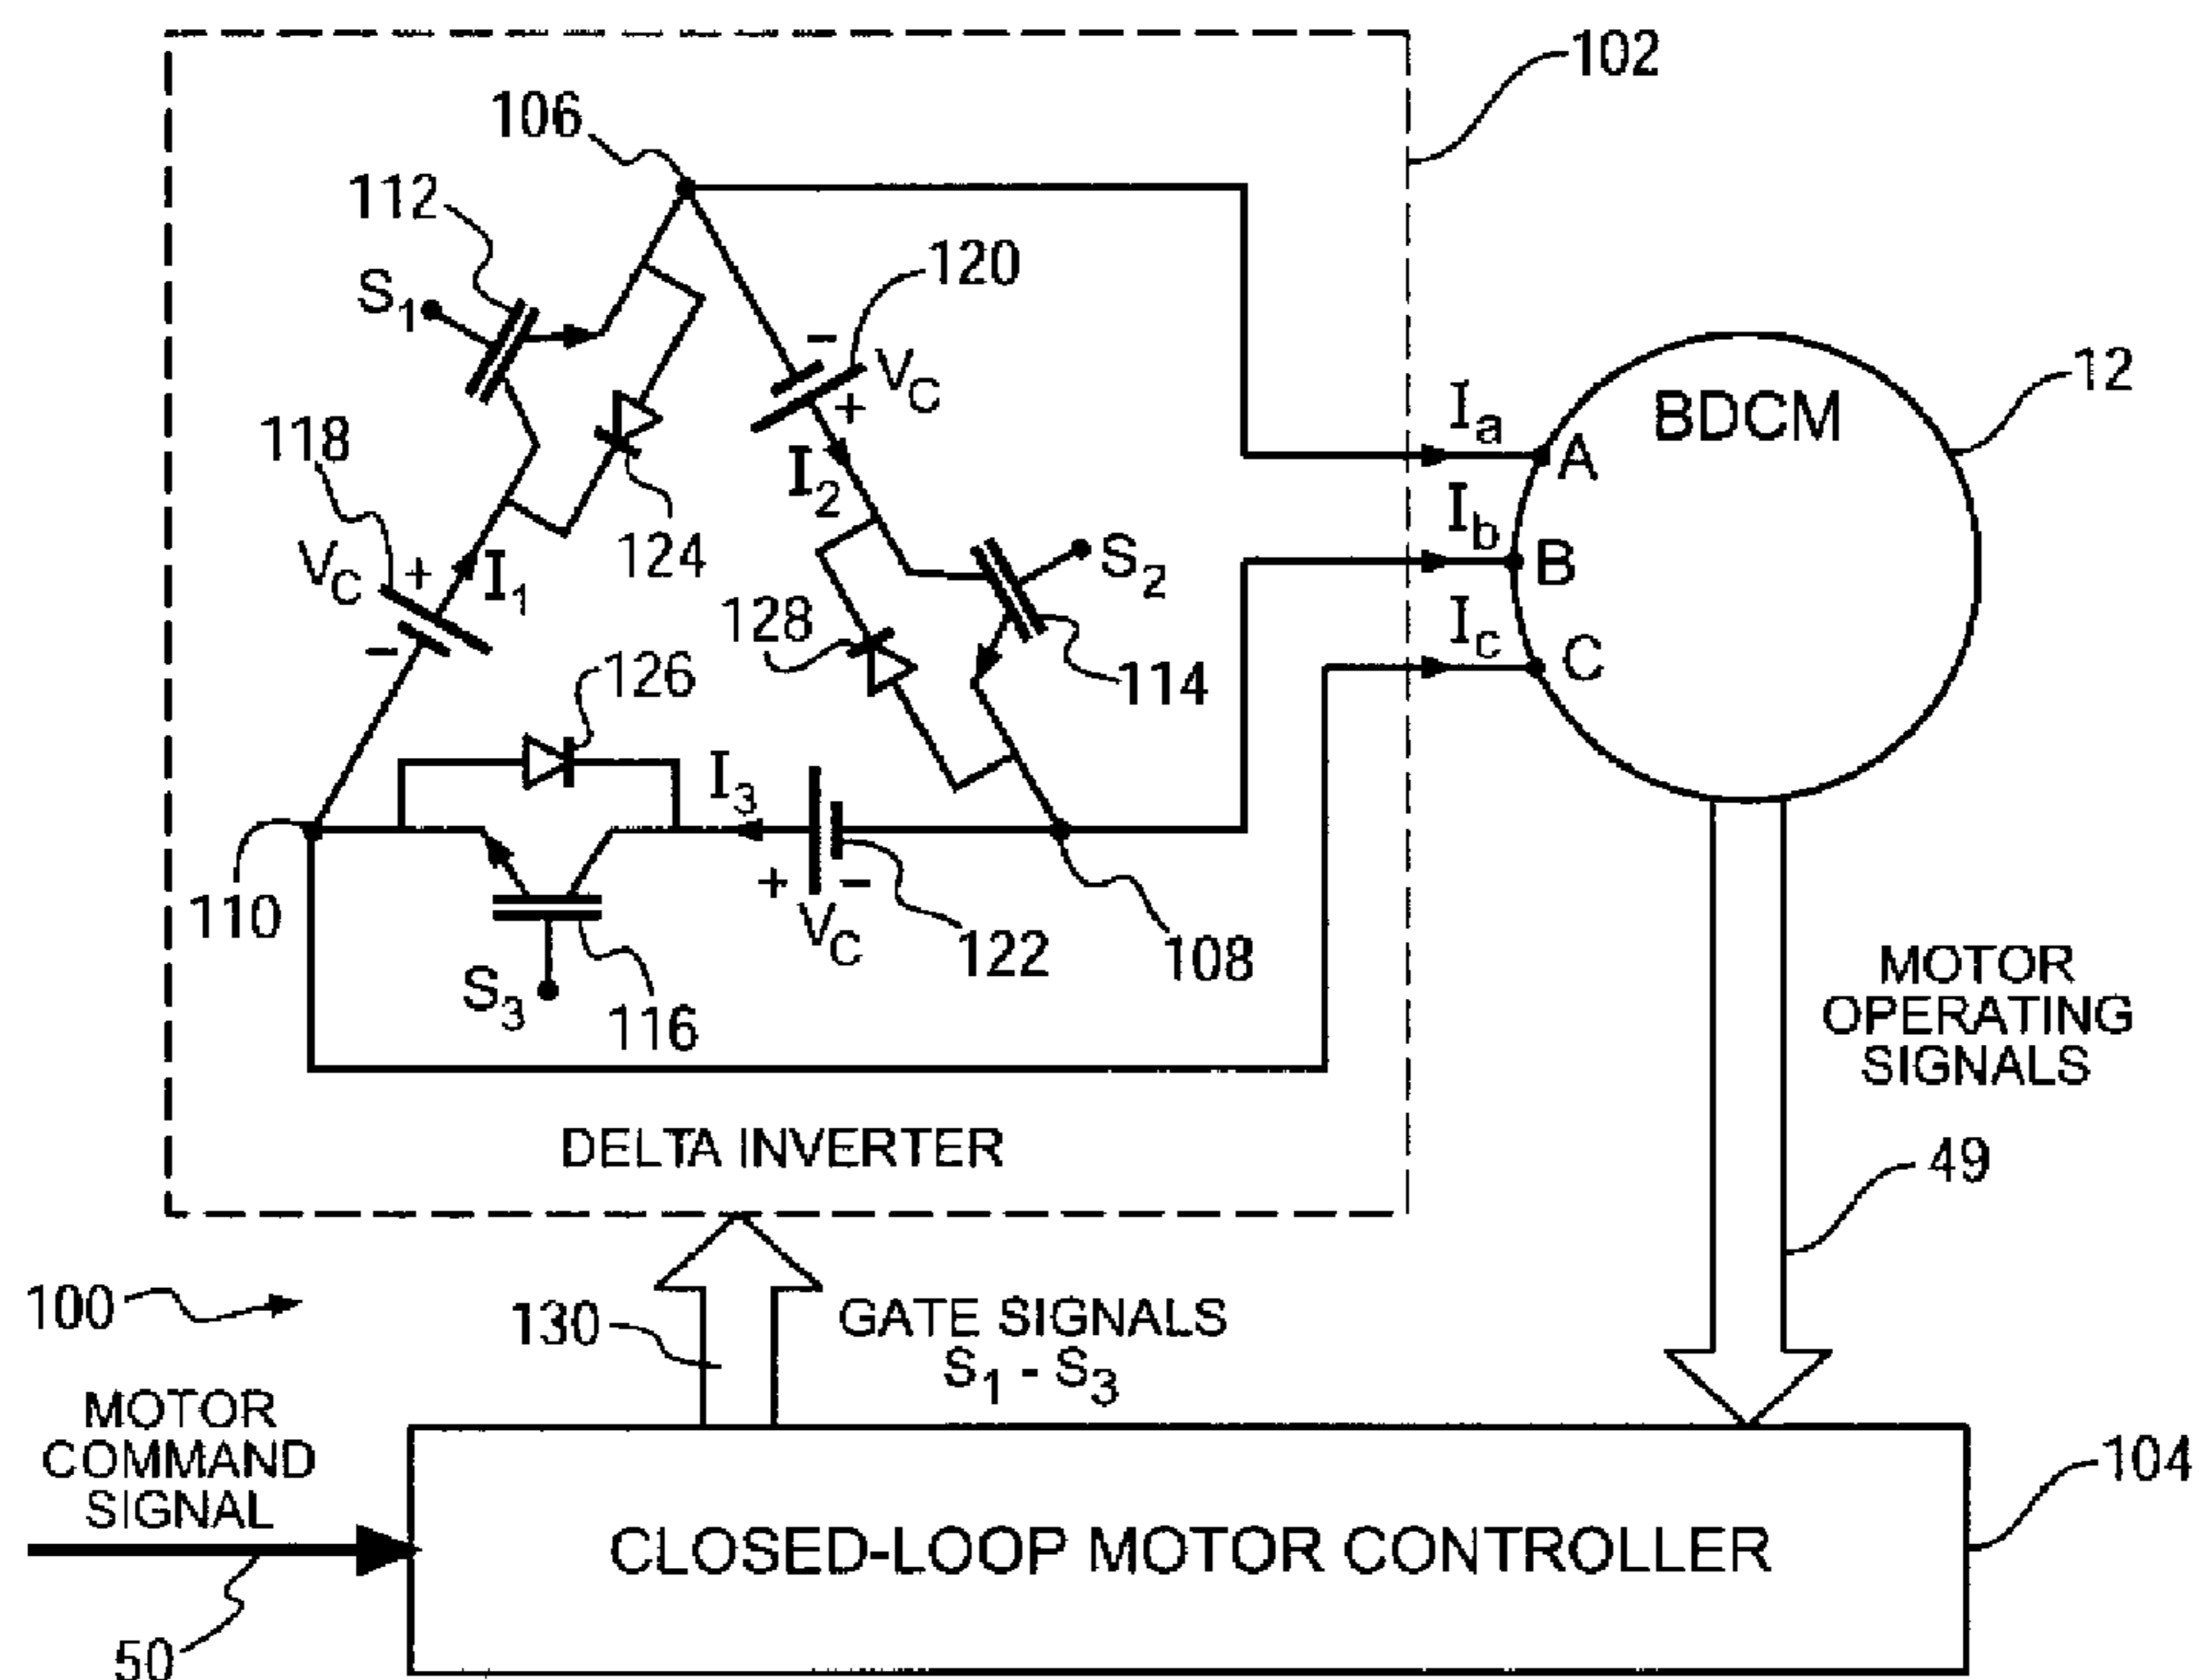 102
106
112
120
S1
-
VC
+
12
BDCM
Ia
A
118
I2
Ib
B
VC
+
I1
124
S2
-
128
Ic
C
114
126
I3
110
+
-
VC
122
108
S3
116
MOTOR
OPERATING
SIGNALS
DELTA INVERTER
49
100
130
GATE SIGNALS
S1 - S3
MOTOR
COMMAND
SIGNAL
104
CLOSED-LOOP MOTOR CONTROLLER
50